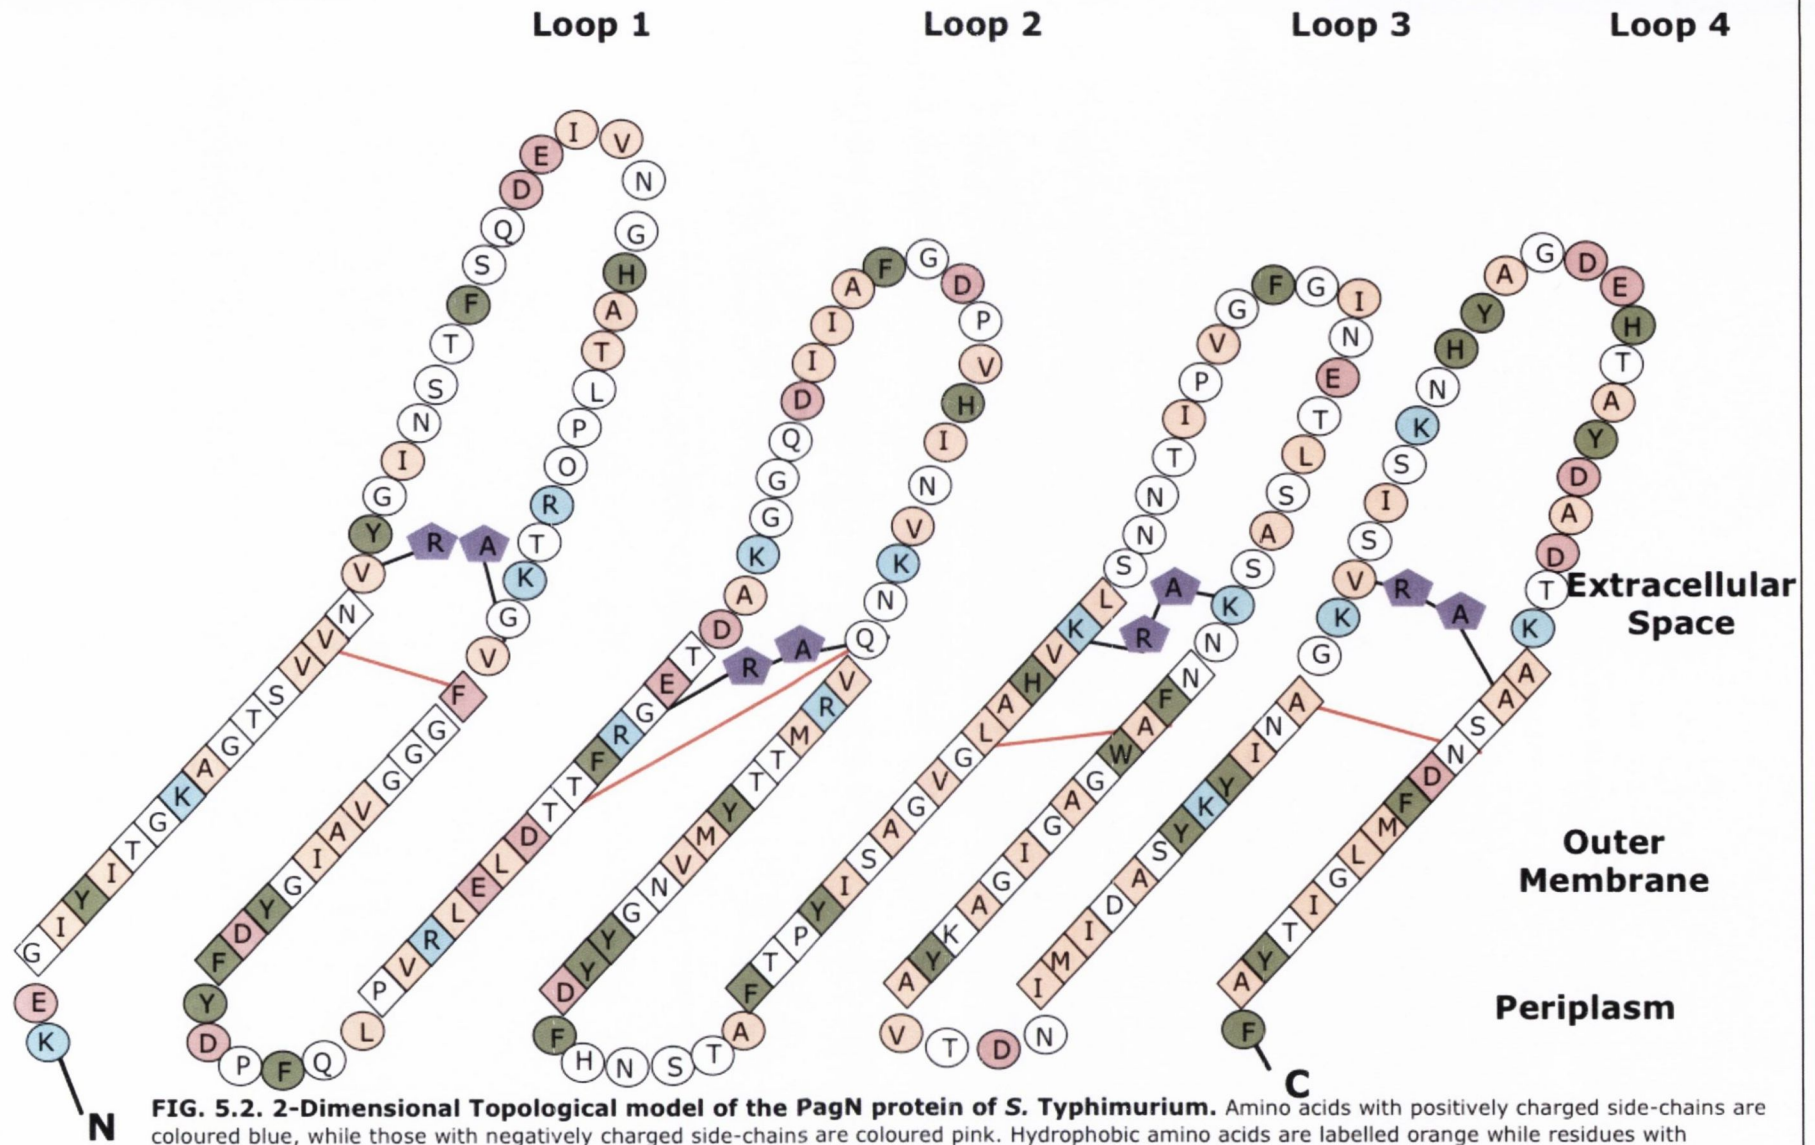 Loop 1
Loop 2
Loop 3
Loop 4
K E G I Y I T G K A G T S V V N V Y G I N S T F S Q D E I V N G H A T L P O R T K G V F G G G V A I G Y D F Y D P F Q L
P V R L E L D T T F R G E T D A K G G Q D I I A F G D P V H I N V K N Q V R M T T Y M V N G Y Y D F H N S T A
F T P Y I S A G V G L A H V K L S N N T I P V G F G I N E T L S A S K N N F A W G A G I G A K Y A V T D N
I M I D A S Y K Y I N A G K V S I S K N H Y A G D E H T A Y D A D T K A A S N D F M L G I T Y A F
R A
R A
R A
R A
Extracellular
Space
Outer
Membrane
Periplasm
N
C
FIG. 5.2. 2-Dimensional Topological model of the PagN protein of S. Typhimurium. Amino acids with positively charged side-chains are
coloured blue, while those with negatively charged side-chains are coloured pink. Hydrophobic amino acids are labelled orange while residues with